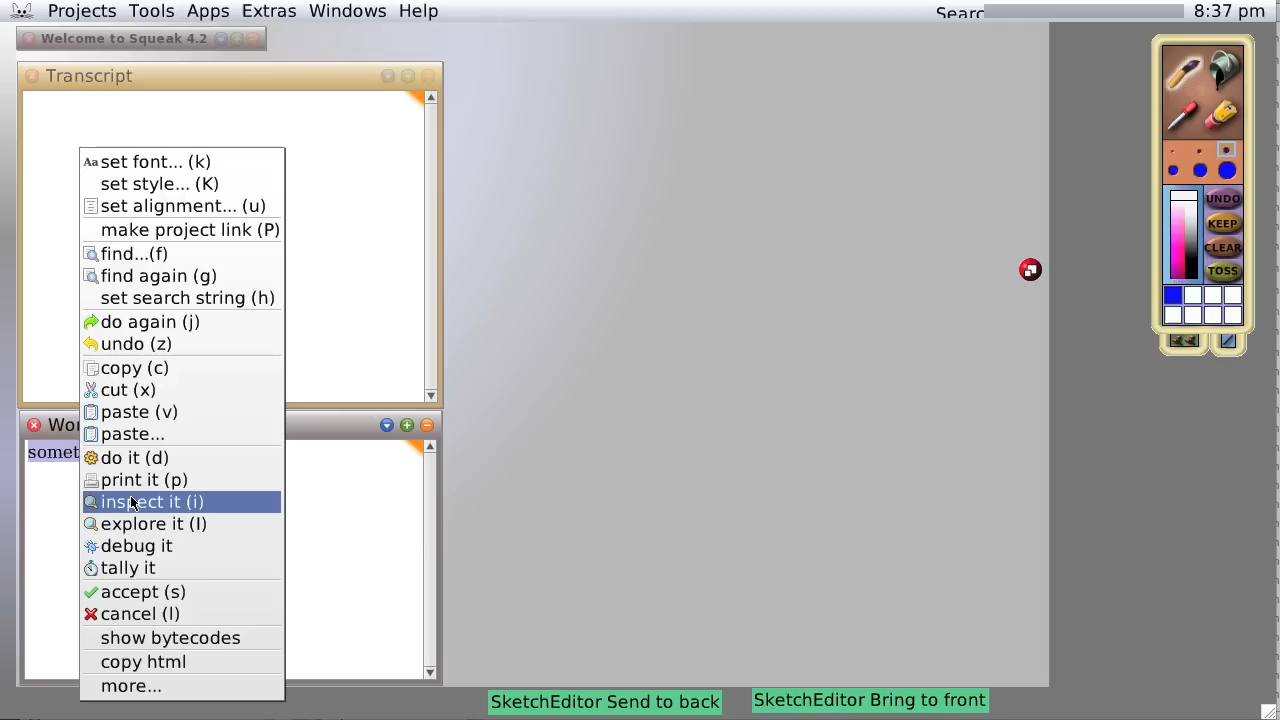 Projects Tools Apps Extras Windows Help
8:37 pm
Welcome to Squeak 4.2
Transcript
set font... (k)
set style... (K)
set alignment... (u)
make project link (P)
find...(f)
find again (g)
set search string (h)
do again (j)
undo (z)
copy (c)
cut (x)
paste (v)
paste...
do it (d)
print it (p)
inspect it (i)
explore it (I)
debug it
tally it
accept (s)
cancel (l)
show bytecodes
copy html
more...
UNDO
KEEP
CLEAR
TOSS
SketchEditor Send to back
SketchEditor Bring to front